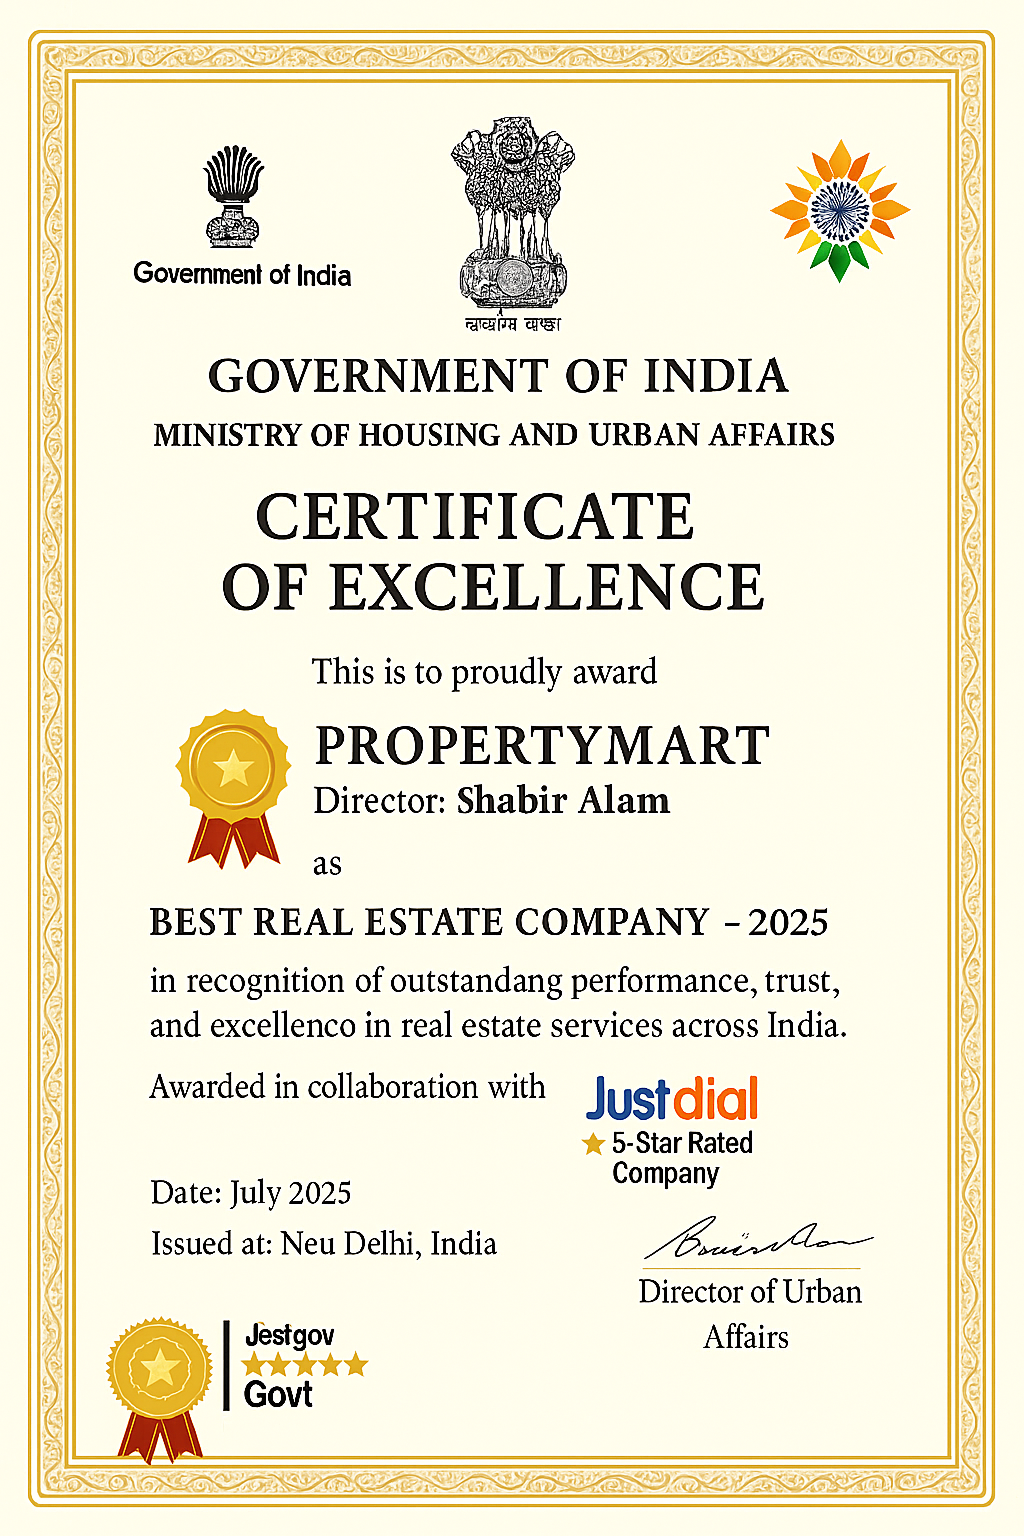 Government of India
GOVERNMENT OF INDIA
MINISTRY OF HOUSING AND URBAN AFFAIRS
CERTIFICATE
OF EXCELLENCE
This is to proudly award
PROPERTYMART
Director: Shabir Alam
as
BEST REAL ESTATE COMPANY – 2025
in recognition of outstandang performance, trust,
and excellenco in real estate services across India.
Awarded in collaboration with
Justdial
5-Star Rated
Company
Date: July 2025
Issued at: Neu Delhi, India
Director of Urban
Affairs
Jestgov
Govt